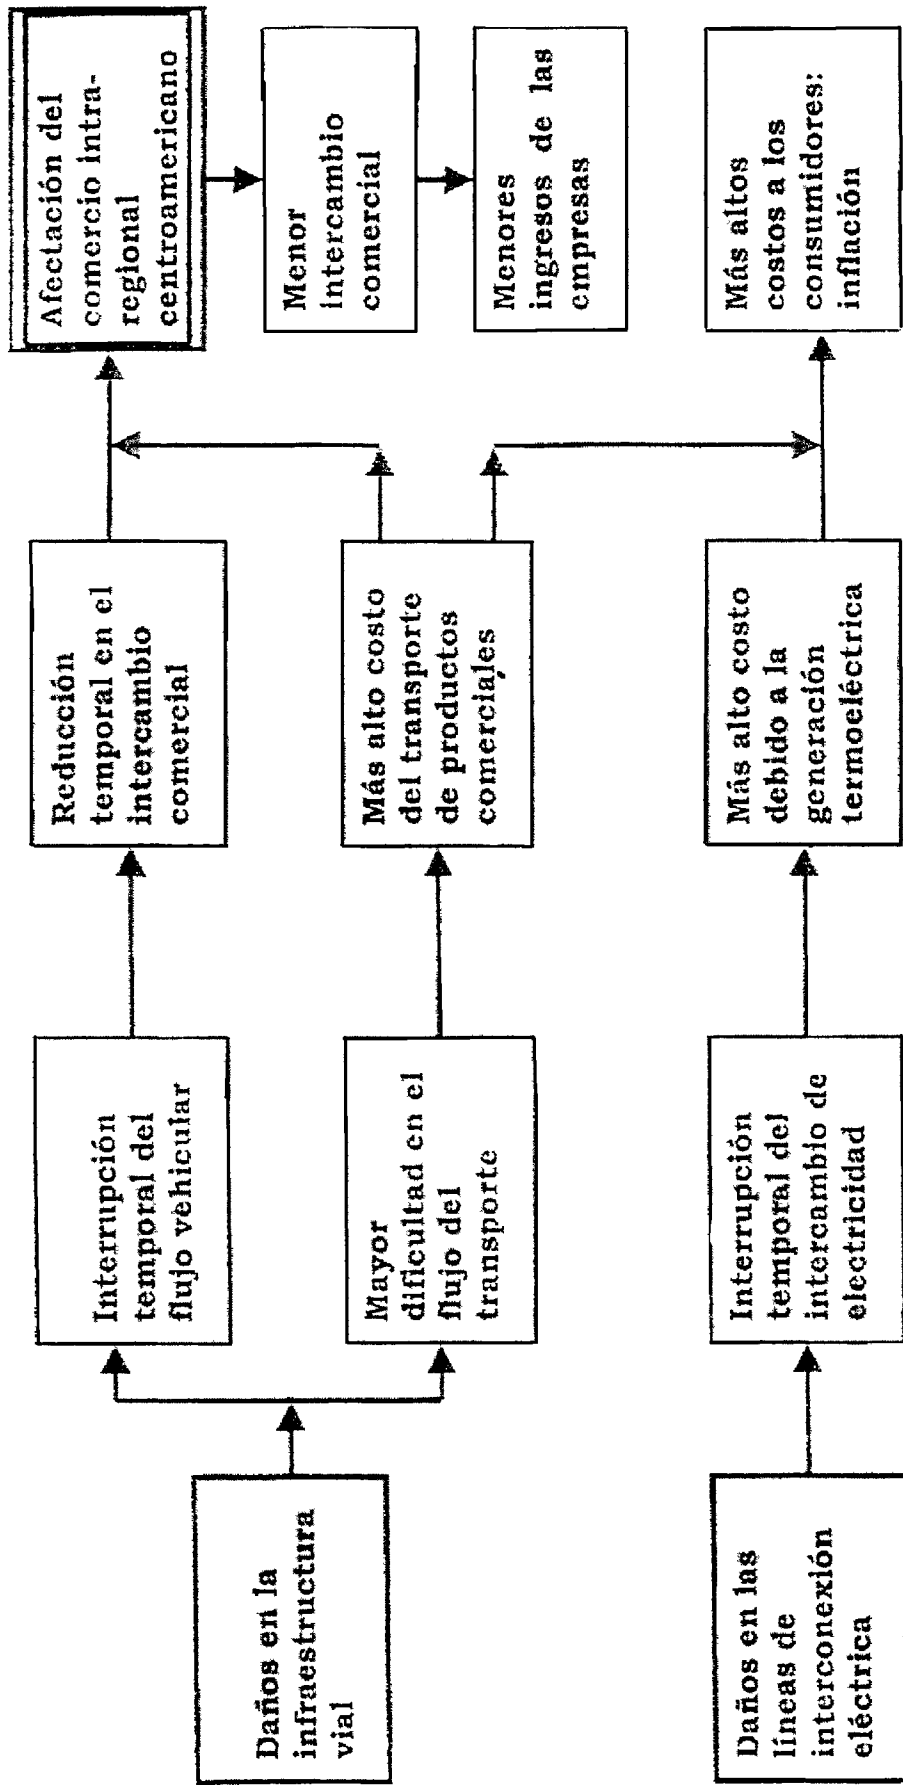 Daños en la
infraestructura
vial
Daños en las
líneas de
interconexión
eléctrica
Interrupción
temporal del
flujo vehicular
Mayor
dificultad en el
flujo del
transporte
Interrupción
temporal del
intercambio de
electricidad
Reducción
temporal en el
intercambio
comercial
Más alto costo
del transporte
de productos
comerciales
Más alto costo
debido a la
generación
termoeléctrica
Afectación del
comercio intra-
regional
centroamericano
Menor
intercambio
comercial
Menores
ingresos de las
empresas
Más altos
costos a los
consumidores:
inflación